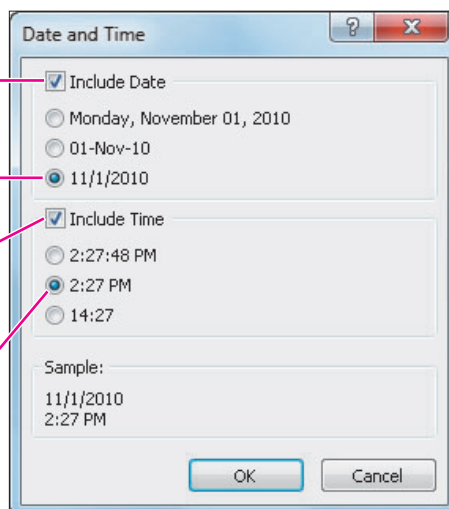 Date and Time
Include Date
Monday, November 01, 2010
01-Nov-10
11/1/2010
Include Time
2:27:48 PM
2:27 PM
14:27
Sample:
11/1/2010
2:27 PM
OK Cancel